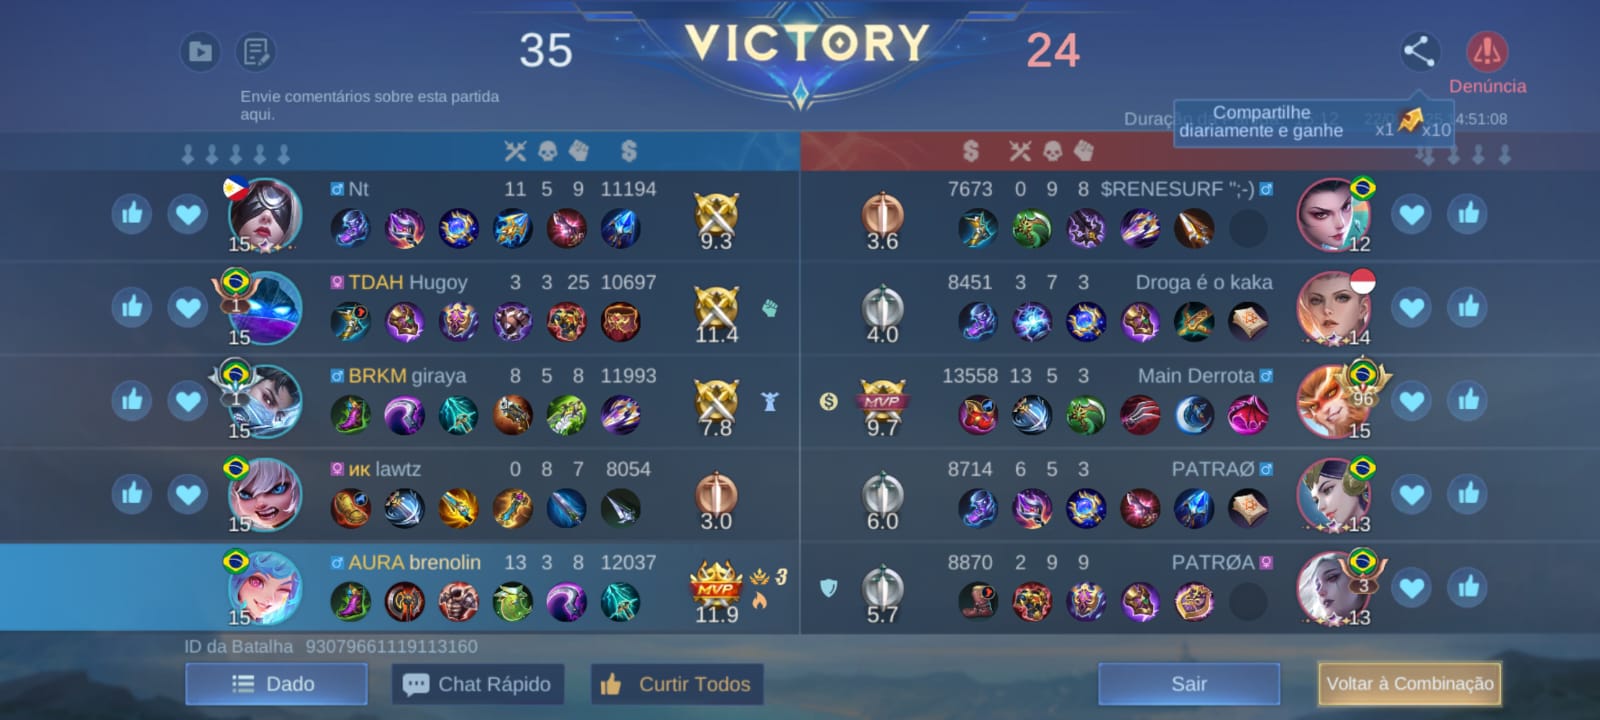 35
VICTORY
24
Denúncia
Envie comentários sobre esta partida
aqui.
Compartilhe
diariamente e ganhe x1 x10
14:51:08
Nt 11 5 9 11194
15 9.3
7673 0 9 8 $RENESURF ";-)
3.6 12
TDAH Hugoy 3 3 25 10697
1
15 11.4
8451 3 7 3 Droga é o kaka
4.0 14
BRKM giraya 8 5 8 11993
1
15 7.8
13558 13 5 3 Main Derrota
MVP 96
9.7 15
ик lawtz 0 8 7 8054
15 3.0
8714 6 5 3 PATRAØ
6.0 13
AURA brenolin 13 3 8 12037
MVP 3
15 11.9
8870 2 9 9 PATRØA
3
5.7 13
ID da Batalha 930796611119113160
Dado
Chat Rápido
Curtir Todos
Sair
Voltar à Combinação